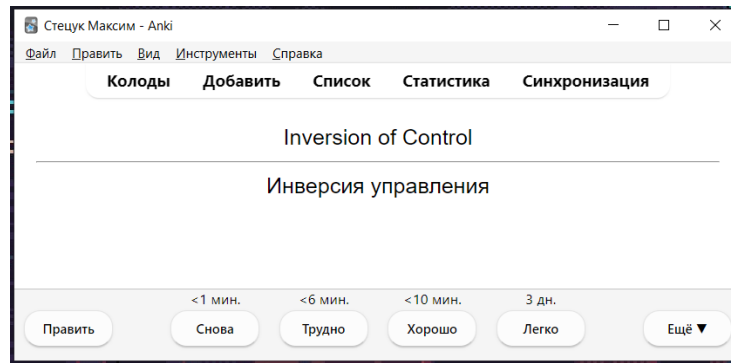 Стецук Максим - Anki
Файл Править Вид Инструменты Справка
Колоды Добавить Список Статистика Синхронизация
Inversion of Control
Инверсия управления
<1 мин. <6 мин. <10 мин. 3 дн.
Править Снова Трудно Хорошо Легко Ещё ▼